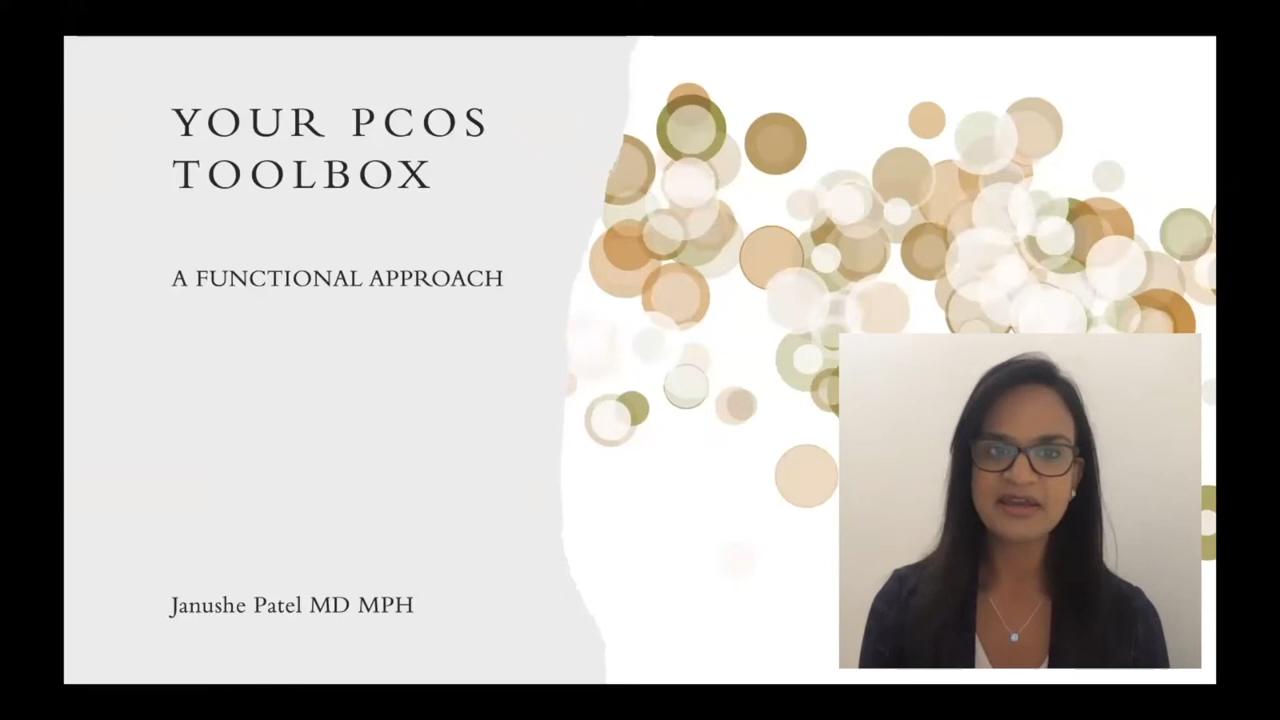 YOUR PCOS
TOOLBOX
A FUNCTIONAL APPROACH
Janushe Patel MD MPH